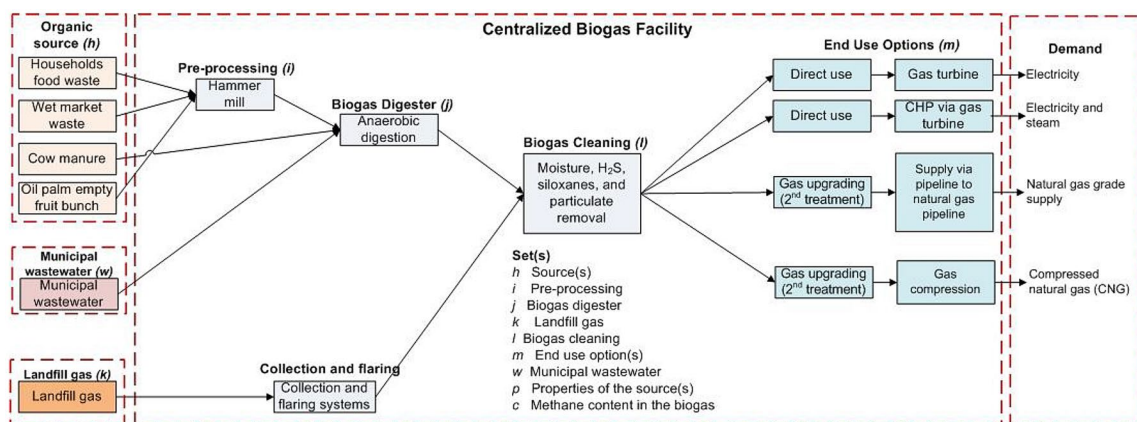 Organic
source (h)
Households
food waste
Wet market
waste
Cow manure
Oil palm empty
fruit bunch
Municipal
wastewater (w)
Municipal
wastewater
Landfill gas (k)
Landfill gas
Centralized Biogas Facility
Pre-processing (i)
Hammer
mill
Biogas Digester (j)
Anaerobic
digestion
Collection and flaring
Collection and
flaring systems
Biogas Cleaning (l)
Moisture, H2S,
siloxanes, and
particulate
removal
Set(s)
h Source(s)
i Pre-processing
j Biogas digester
k Landfill gas
l Biogas cleaning
m End use option(s)
w Municipal wastewater
p Properties of the source(s)
c Methane content in the biogas
End Use Options (m)
Direct use
Gas turbine
Direct use
CHP via gas
turbine
Gas upgrading
(2nd treatment)
Supply via
pipeline to
natural gas
pipeline
Gas upgrading
(2nd treatment)
Gas
compression
Demand
Electricity
Electricity and
steam
Natural gas grade
supply
Compressed
natural gas (CNG)